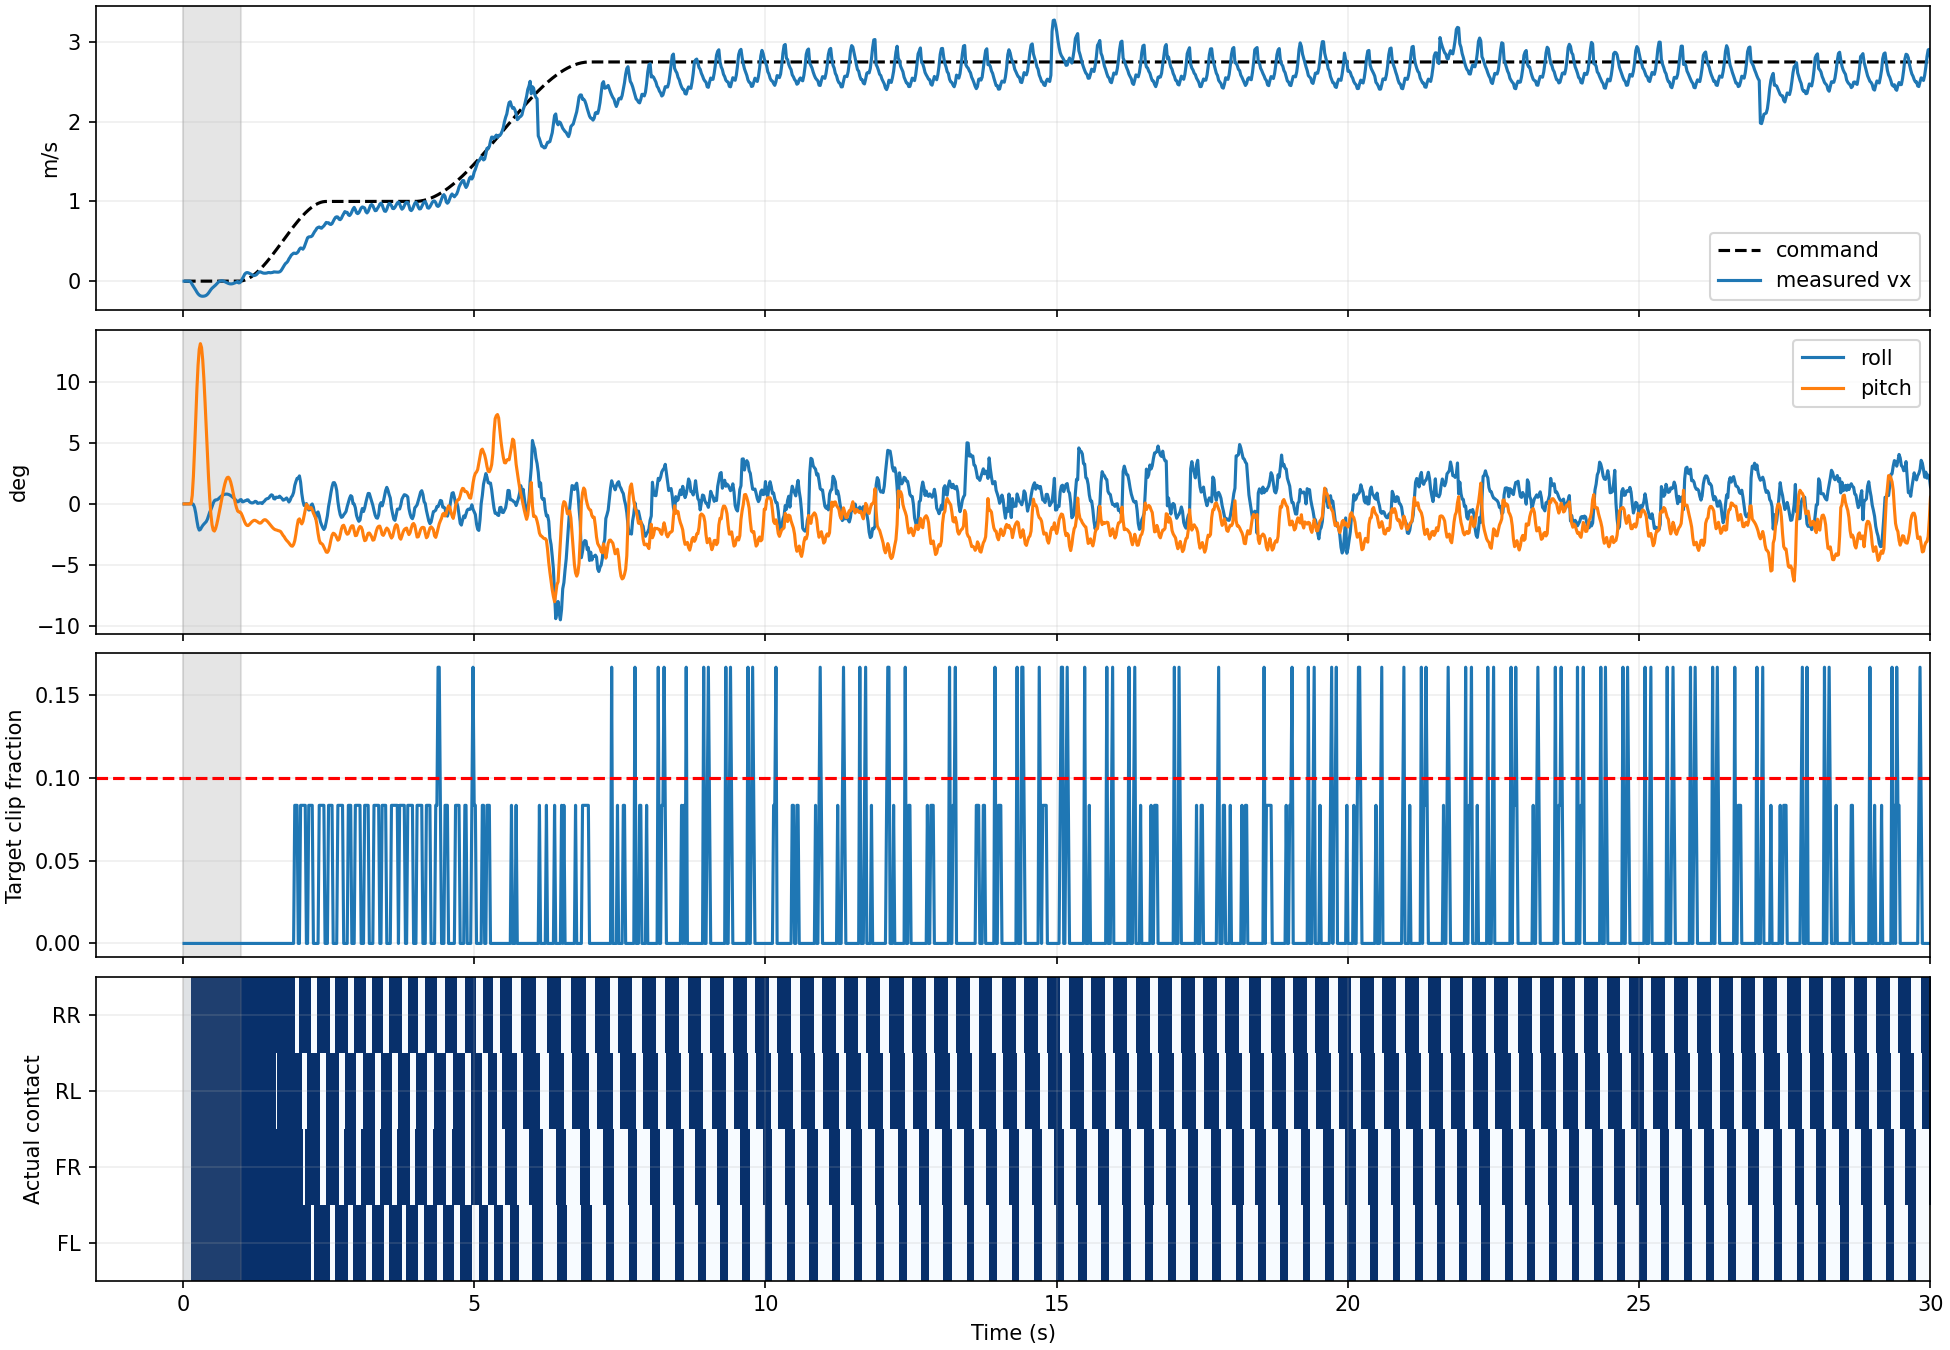 3
2
1
0
m/s
command
measured vx
10
5
0
−5
−10
deg
roll
pitch
0.15
0.10
0.05
0.00
Target clip fraction
RR
RL
FR
FL
Actual contact
0
5
10
15
20
25
30
Time (s)